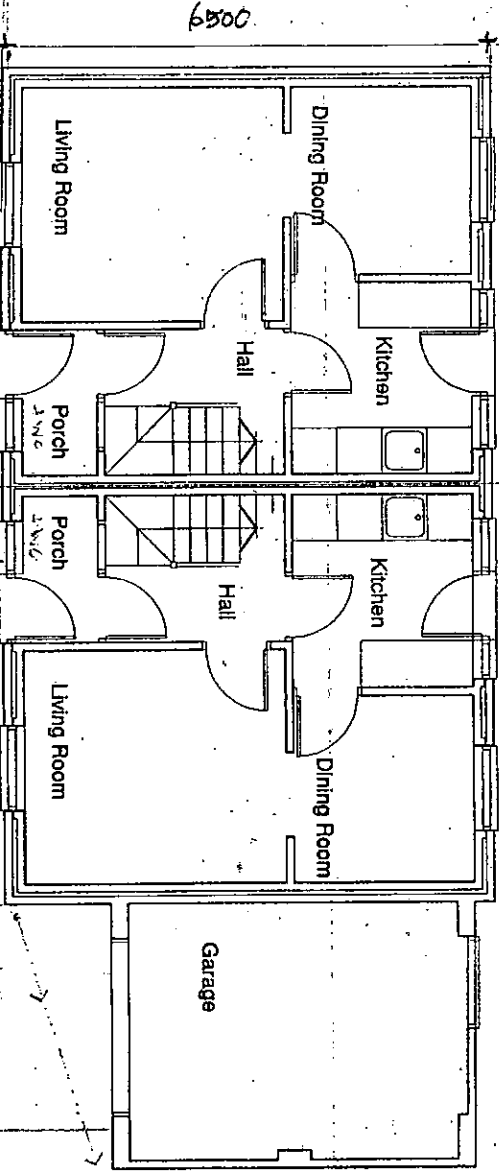 6500
Living Room
Dining Room
Kitchen
Hall
Porch
Porch
Hall
Kitchen
Living Room
Dining Room
Garage